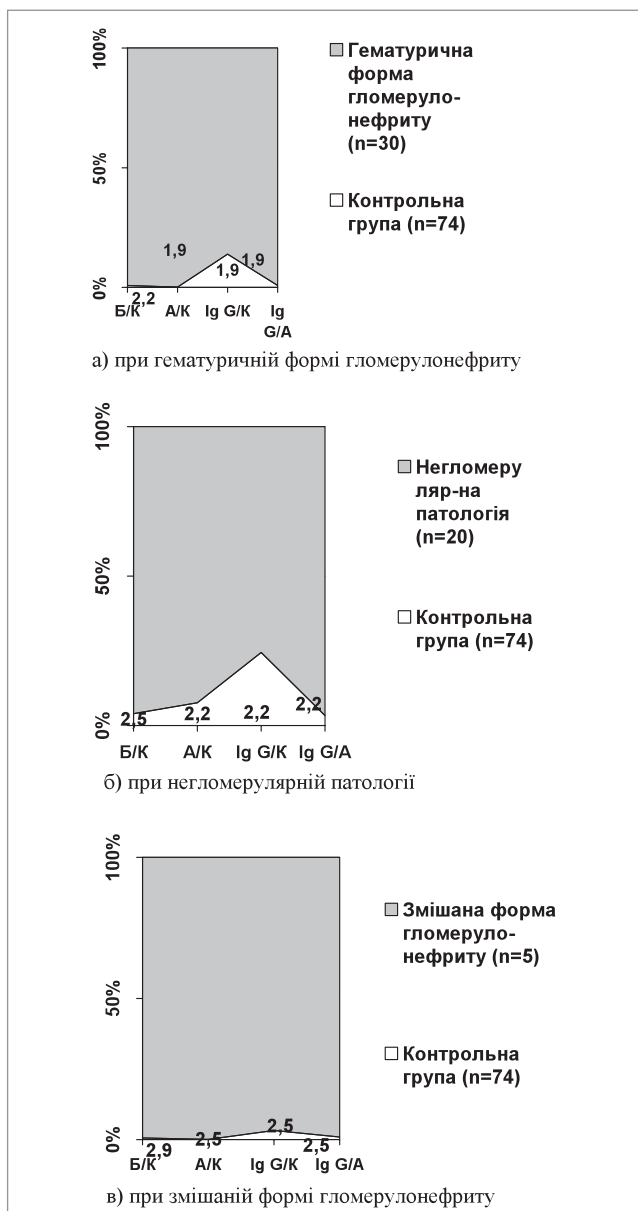 100%
50%
0%
Гематурична
форма
гломеруло-
нефриту
(n=30)
Контрольна
група (n=74)
1,9
1,9
1,9
2,2
Б/К А/К Ig G/К Ig
G/А
а) при гематуричній формі гломерулонефриту
100%
50%
0%
Негломеру
ляр-на
патологія
(n=20)
Контрольна
група (n=74)
2,5 2,2 2,2 2,2
Б/К А/К Ig G/К Ig G/А
б) при негломерулярній патології
100%
50%
0%
Змішана форма
гломеруло-
нефриту (n=5)
Контрольна
група (n=74)
2,9 2,5 2,5 2,5
Б/К А/К Ig G/К Ig G/А
в) при змішаній формі гломерулонефриту